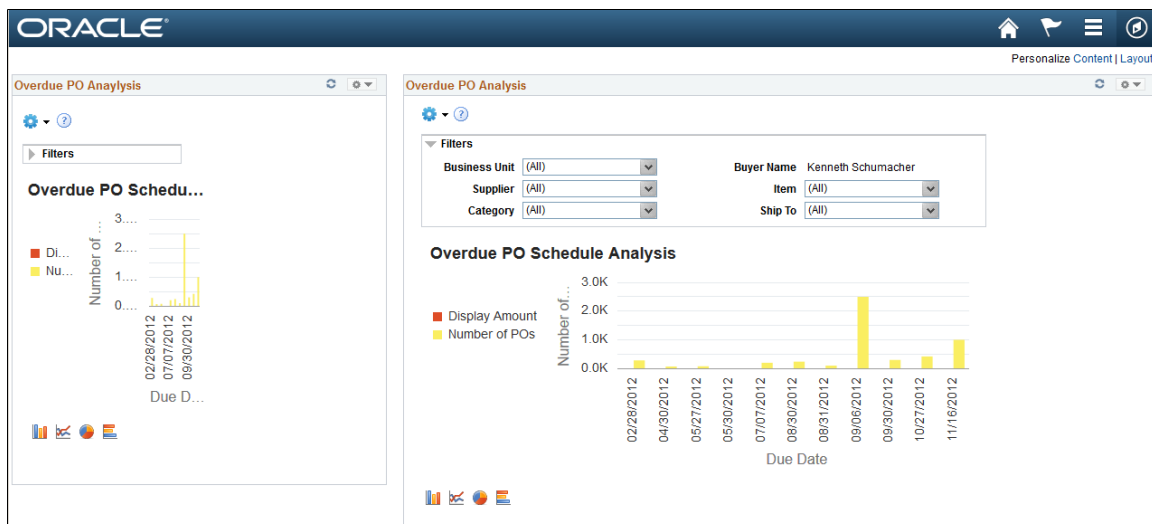 ORACLE
Personalize Content | Layout
Overdue PO Anaylysis
Filters
Overdue PO Schedu...
Number of ...
3....
2....
1....
0....
Di...
Nu...
02/28/2012
07/07/2012
09/30/2012
Due D...
Overdue PO Analysis
Filters
Business Unit (All) Buyer Name Kenneth Schumacher
Supplier (All) Item (All)
Category (All) Ship To (All)
Overdue PO Schedule Analysis
Display Amount
Number of POs
Number of...
3.0K
2.0K
1.0K
0.0K
02/28/2012
04/30/2012
05/27/2012
05/30/2012
07/07/2012
08/30/2012
08/31/2012
09/06/2012
09/30/2012
10/27/2012
11/16/2012
Due Date